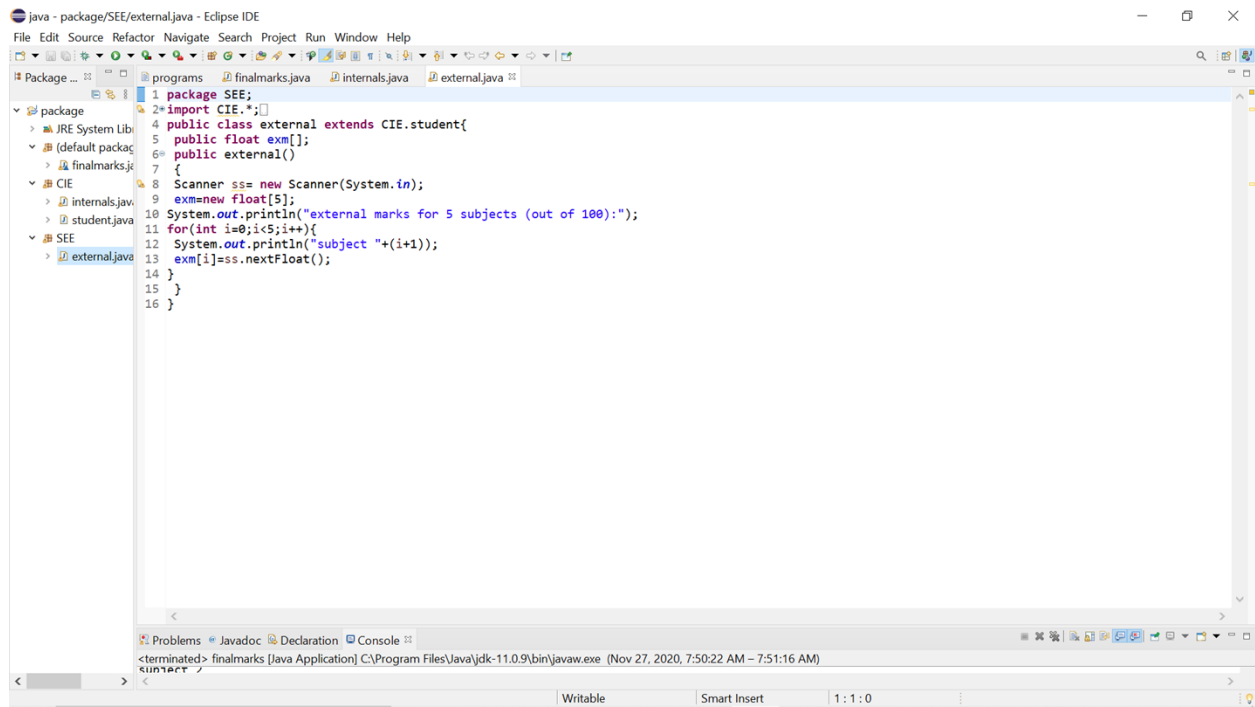 java - package/SEE/external.java - Eclipse IDE
File Edit Source Refactor Navigate Search Project Run Window Help
Package ...
programs finalmarks.java internals.java external.java
package
JRE System Lib
(default packag
finalmarks.ja
CIE
internals.java
student.java
SEE
external.java
1 package SEE;
2 import CIE.*;
4 public class external extends CIE.student{
5 public float exm[];
6 public external()
7 {
8 Scanner ss= new Scanner(System.in);
9 exm=new float[5];
10 System.out.println("external marks for 5 subjects (out of 100):");
11 for(int i=0;i<5;i++){
12 System.out.println("subject "+(i+1));
13 exm[i]=ss.nextFloat();
14 }
15 }
16 }
Problems Javadoc Declaration Console
<terminated> finalmarks [Java Application] C:\Program Files\Java\jdk-11.0.9\bin\javaw.exe (Nov 27, 2020, 7:50:22 AM – 7:51:16 AM)
subject 2
Writable Smart Insert 1 : 1 : 0